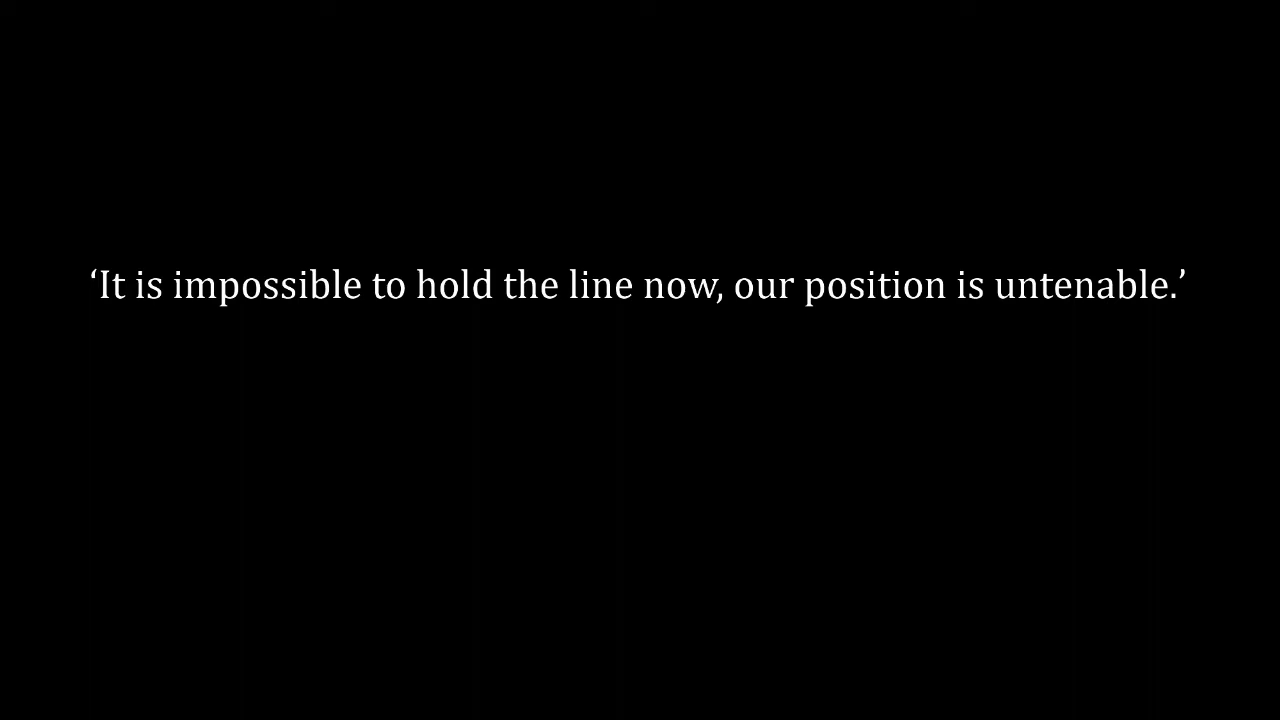 ‘It is impossible to hold the line now, our position is untenable.’